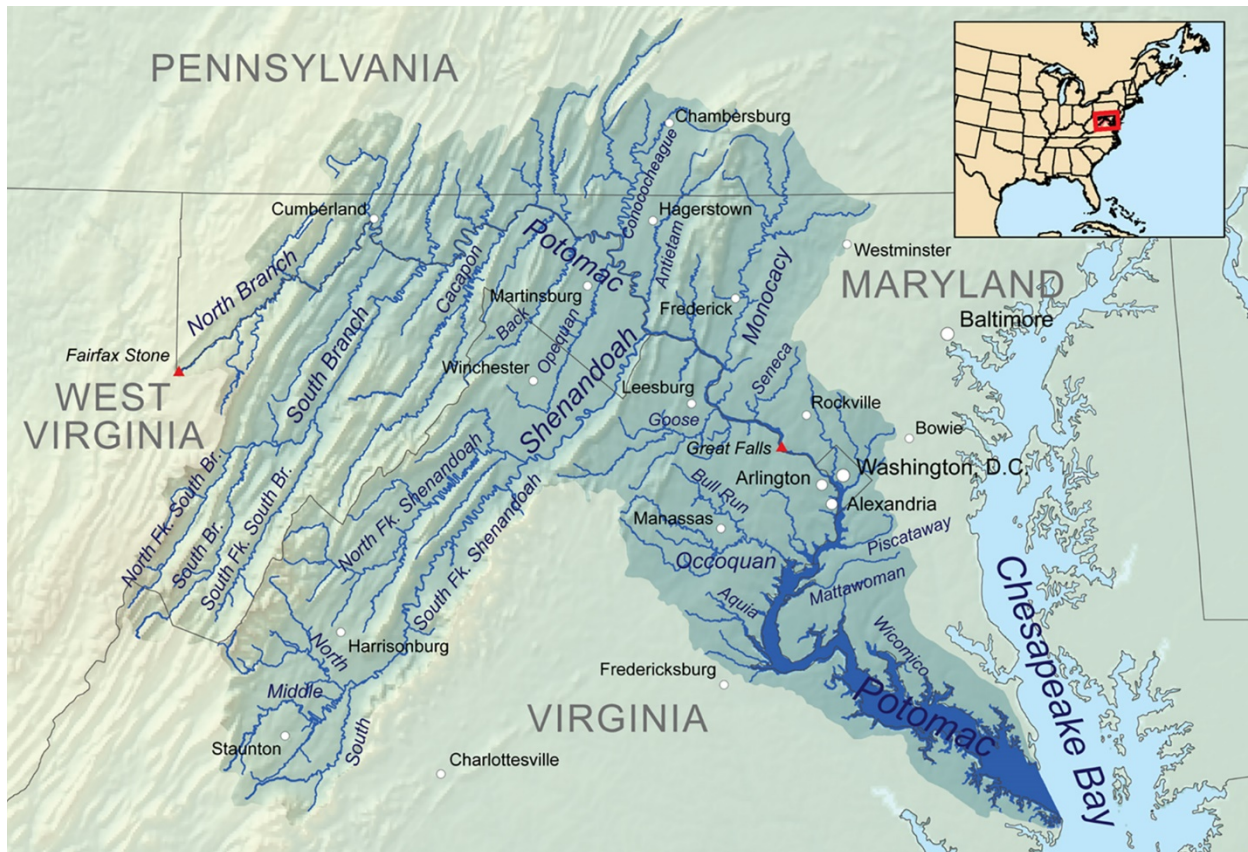 PENNSYLVANIA
Chambersburg
Conococheague
Cumberland
Hagerstown
Potomac
Antietam
Westminster
North Branch
Cacapon
MARYLAND
Martinsburg
Frederick
Monocacy
Back
Opequan
Baltimore
South Branch
Fairfax Stone
Shenandoah
Winchester
Seneca
WEST
VIRGINIA
Leesburg
Rockville
Goose
Bowie
Great Falls
Washington, D.C.
Arlington
North Fk. South Br.
South Br.
South Fk. South Br.
North Fk. Shenandoah
South Fk. Shenandoah
Bull Run
Alexandria
Manassas
Piscataway
Occoquan
Mattawoman
Aquia
Chesapeake Bay
North
Harrisonburg
Wicomico
Fredericksburg
Middle
Potomac
VIRGINIA
Staunton
South
Charlottesville